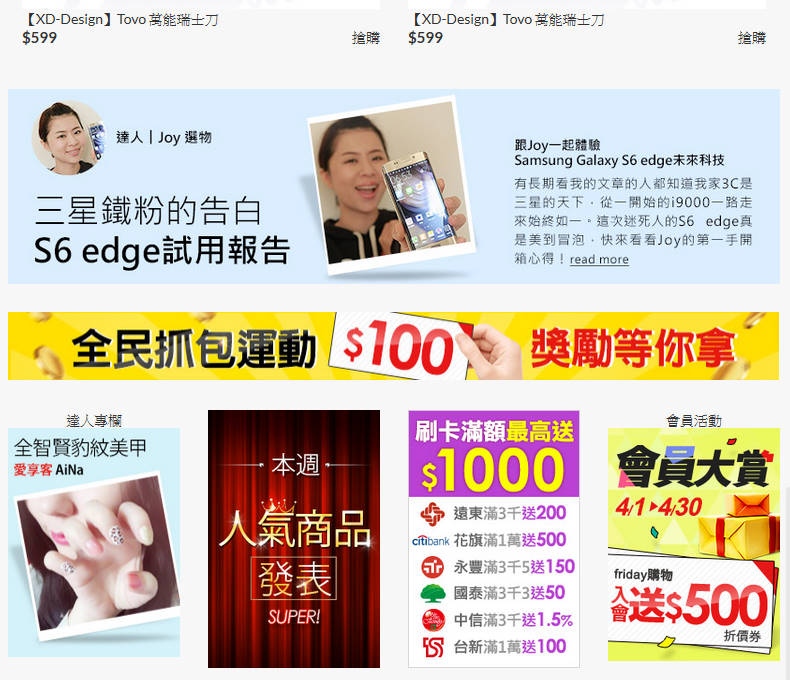 【XD-Design】Tovo 萬能瑞士刀
$599 搶購
【XD-Design】Tovo 萬能瑞士刀
$599 搶購
達人｜Joy 選物
三星鐵粉的告白
S6 edge試用報告
跟Joy一起體驗
Samsung Galaxy S6 edge未來科技
有長期看我的文章的人都知道我家3C是
三星的天下，從一開始的i9000一路走
來始終如一。這次迷死人的S6 edge真
是美到冒泡，快來看看Joy的第一手開
箱心得！read more
全民抓包運動 $100 獎勵等你拿
達人專欄
全智賢豹紋美甲
愛享客 AiNa
本週
人氣商品
發表
SUPER!
刷卡滿額最高送
$1000
遠東滿3千送200
citibank 花旗滿1萬送500
永豐滿3千5送150
國泰滿3千3送50
中信滿3千送1.5%
台新滿1萬送100
會員活動
會員大賞
4/1▸4/30
friday購物
入會送$500
折價券